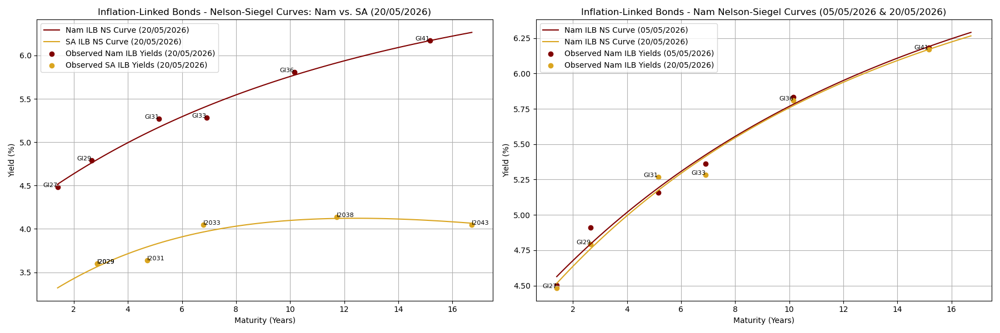 Inflation-Linked Bonds - Nelson-Siegel Curves: Nam vs. SA (20/05/2026)
Nam ILB NS Curve (20/05/2026)
SA ILB NS Curve (20/05/2026)
Observed Nam ILB Yields (20/05/2026)
Observed SA ILB Yields (20/05/2026)
Yield (%)
6.0
5.5
5.0
4.5
4.0
3.5
GI41
GI36
GI31
GI33
GI29
GI27
I2038
I2033
I2043
I2029
I2031
2 4 6 8 10 12 14 16
Maturity (Years)
Inflation-Linked Bonds - Nam Nelson-Siegel Curves (05/05/2026 & 20/05/2026)
Nam ILB NS Curve (05/05/2026)
Nam ILB NS Curve (20/05/2026)
Observed Nam ILB Yields (05/05/2026)
Observed Nam ILB Yields (20/05/2026)
Yield (%)
6.25
6.00
5.75
5.50
5.25
5.00
4.75
4.50
GI41
GI36
GI31
GI33
GI29
GI27
2 4 6 8 10 12 14 16
Maturity (Years)